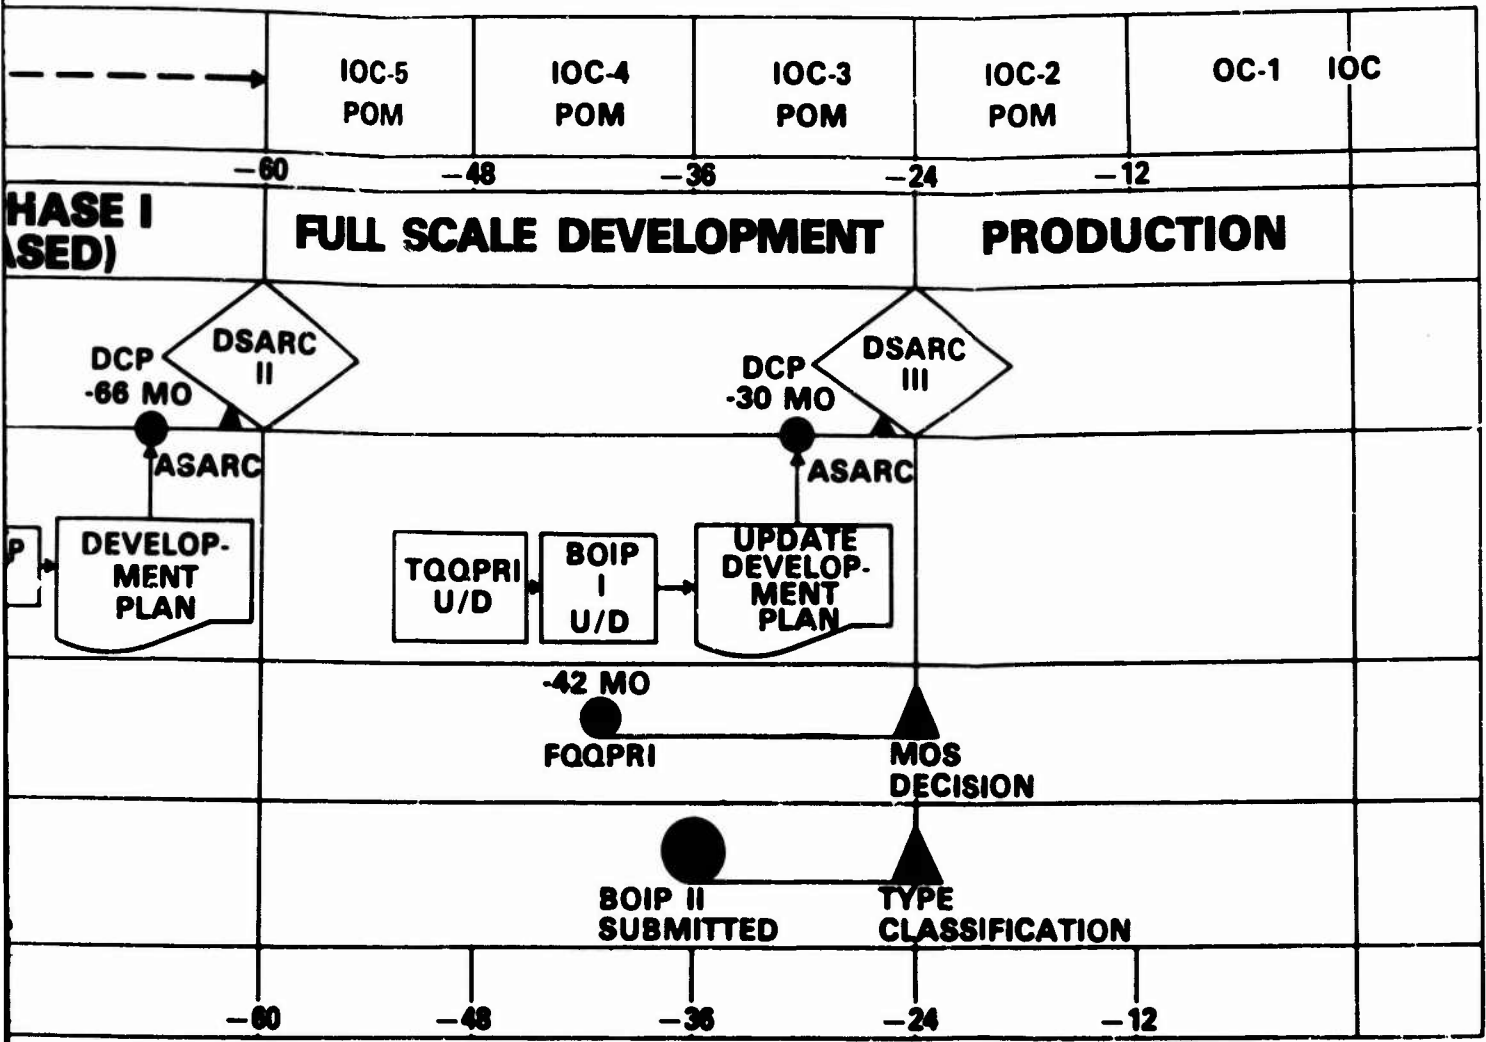 IOC-5 IOC-4 IOC-3 IOC-2 OC-1 IOC
POM POM POM POM
-60 -48 -36 -24 -12
HASE I
ASED)
FULL SCALE DEVELOPMENT PRODUCTION
DSARC
II
DCP
-66 MO
ASARC
DSARC
III
DCP
-30 MO
ASARC
P
DEVELOP-
MENT
PLAN
TQQPRI
U/D
BOIP
I
U/D
UPDATE
DEVELOP-
MENT
PLAN
-42 MO
FQQPRI
MOS
DECISION
BOIP II
SUBMITTED
TYPE
CLASSIFICATION
-60 -48 -36 -24 -12